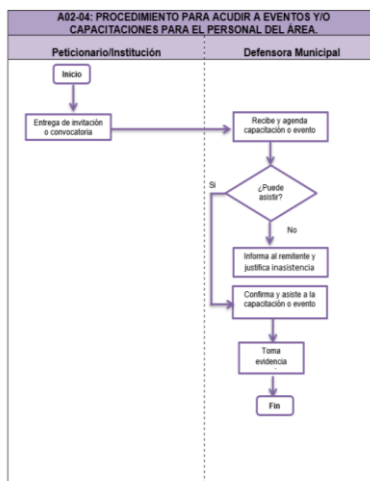 A02-04: PROCEDIMIENTO PARA ACUDIR A EVENTOS Y/O
CAPACITACIONES PARA EL PERSONAL DEL ÁREA.
Peticionario/Institución
Defensora Municipal
Inicio
Entrega de invitación
o convocatoria
Recibe y agenda
capacitación o evento
¿Puede
asistir?
Si
No
Informa al remitente y
justifica inasistencia
Confirma y asiste a la
capacitación o evento
Toma
evidencia
Fin